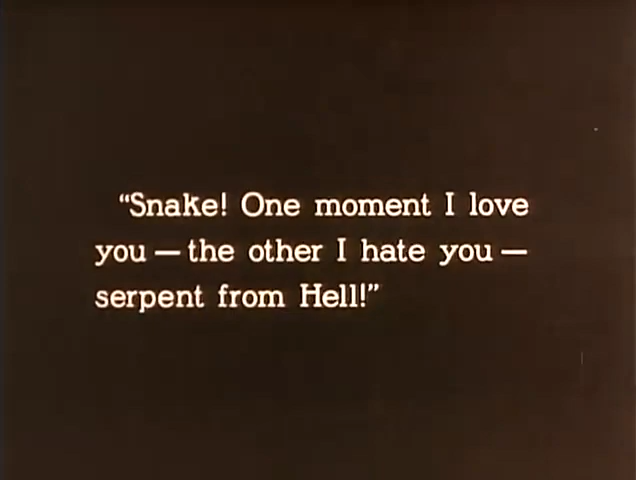 “Snake! One moment I love
you — the other I hate you —
serpent from Hell!”